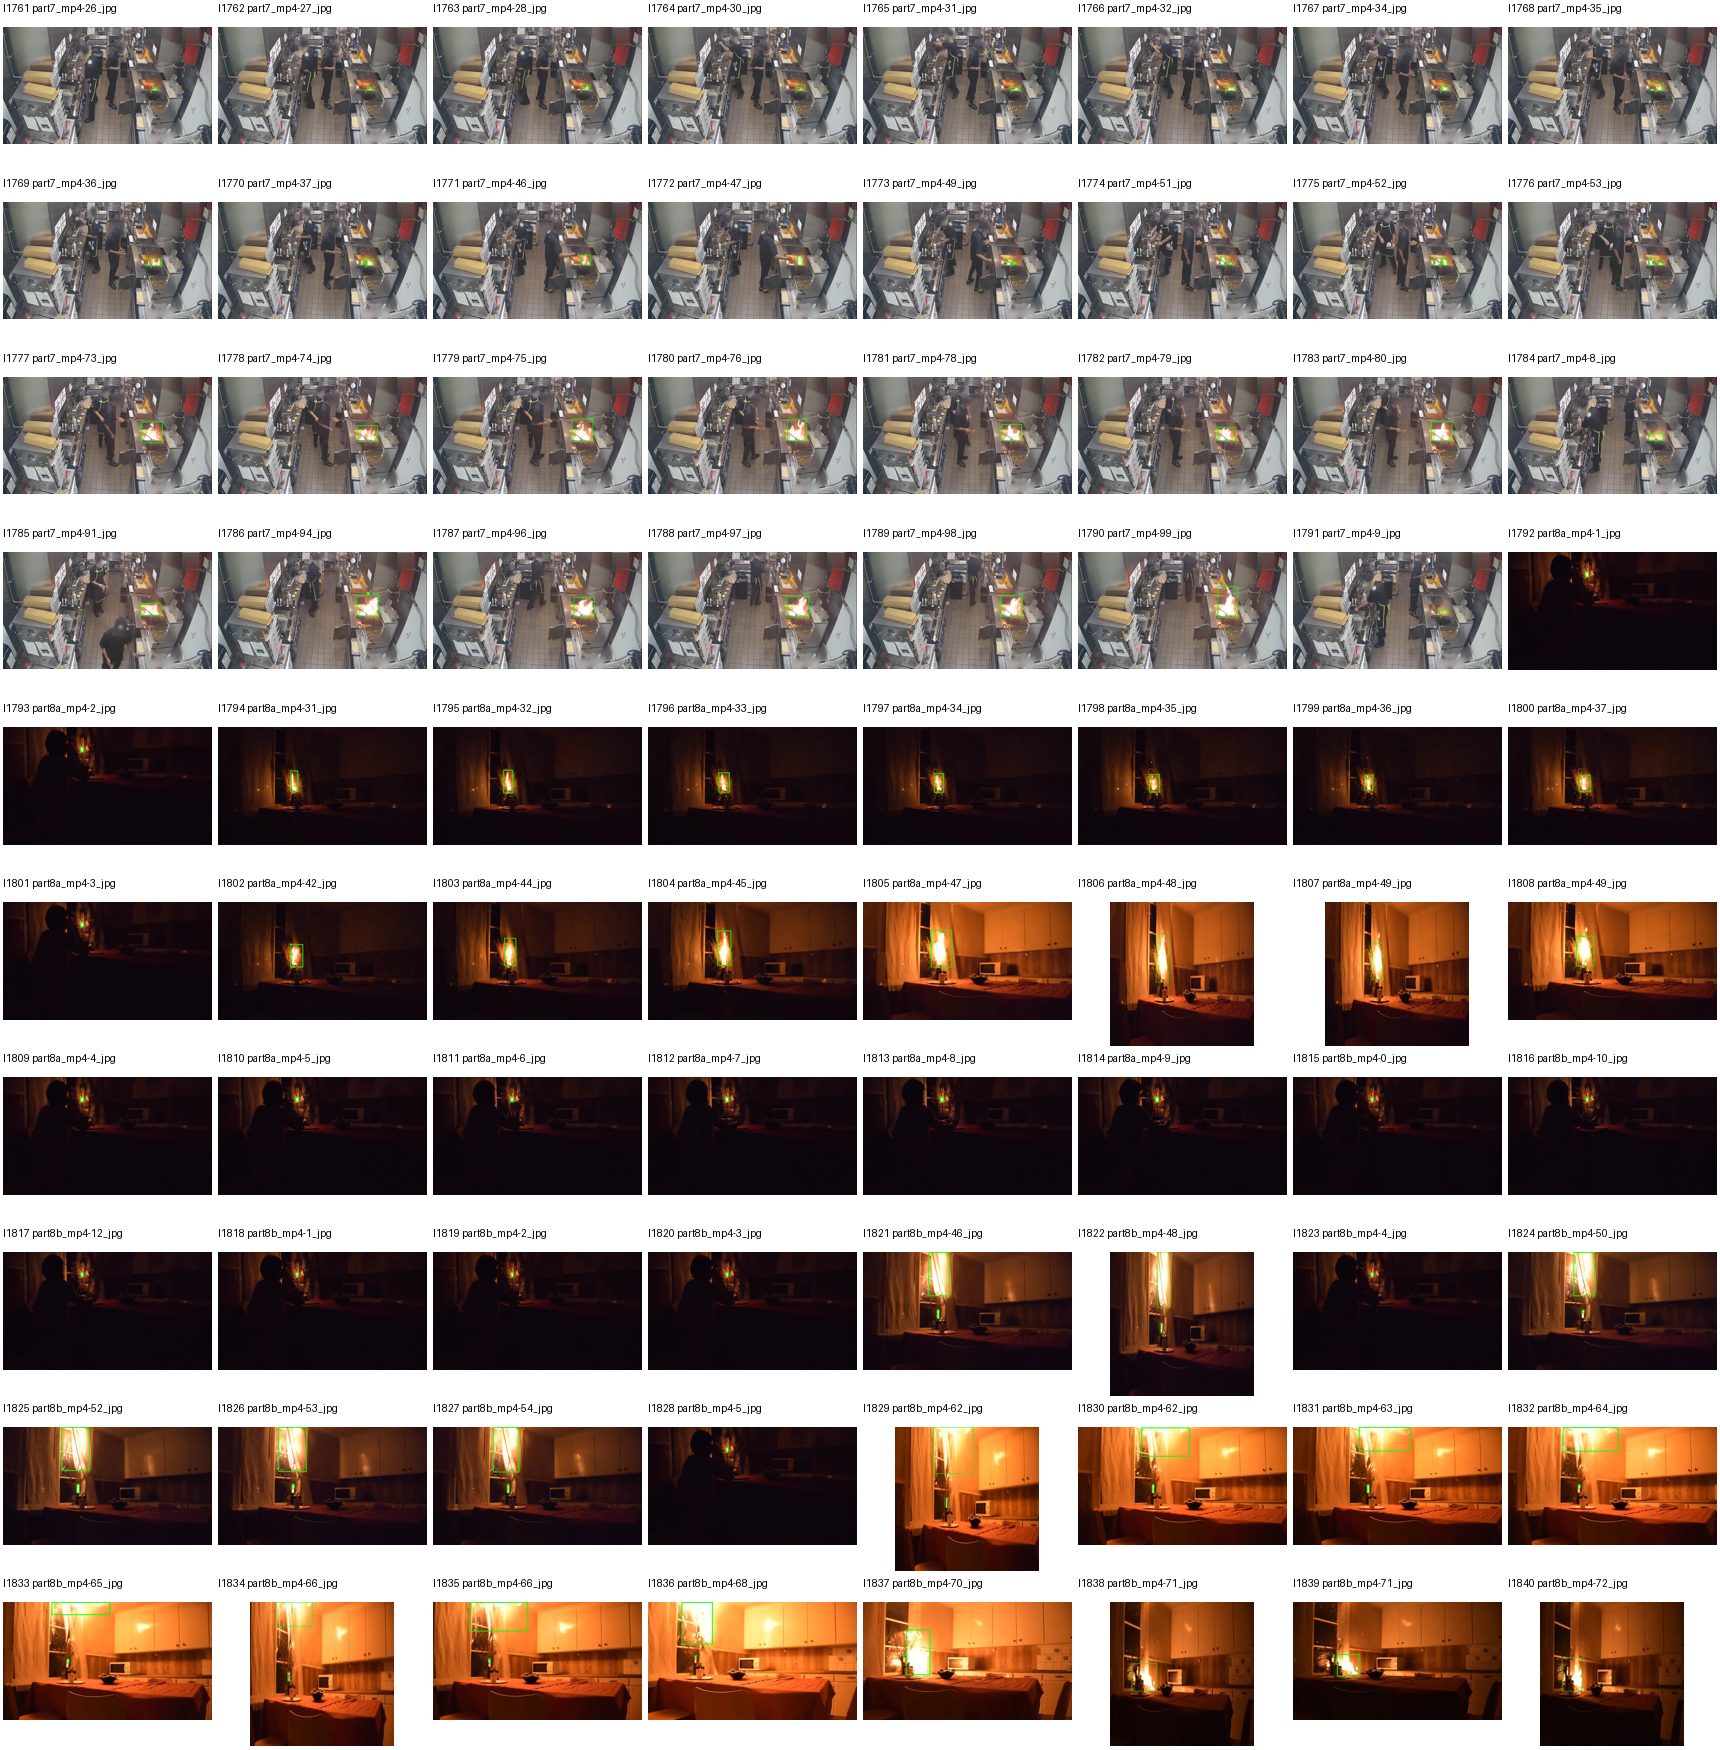 I1761 part7_mp4-26_jpg
I1762 part7_mp4-27_jpg
I1763 part7_mp4-28_jpg
I1764 part7_mp4-30_jpg
I1765 part7_mp4-31_jpg
I1766 part7_mp4-32_jpg
I1767 part7_mp4-34_jpg
I1768 part7_mp4-35_jpg
I1769 part7_mp4-36_jpg
I1770 part7_mp4-37_jpg
I1771 part7_mp4-46_jpg
I1772 part7_mp4-47_jpg
I1773 part7_mp4-49_jpg
I1774 part7_mp4-51_jpg
I1775 part7_mp4-52_jpg
I1776 part7_mp4-53_jpg
I1777 part7_mp4-73_jpg
I1778 part7_mp4-74_jpg
I1779 part7_mp4-75_jpg
I1780 part7_mp4-76_jpg
I1781 part7_mp4-78_jpg
I1782 part7_mp4-79_jpg
I1783 part7_mp4-80_jpg
I1784 part7_mp4-8_jpg
I1785 part7_mp4-91_jpg
I1786 part7_mp4-94_jpg
I1787 part7_mp4-96_jpg
I1788 part7_mp4-97_jpg
I1789 part7_mp4-98_jpg
I1790 part7_mp4-99_jpg
I1791 part7_mp4-9_jpg
I1792 part8a_mp4-1_jpg
I1793 part8a_mp4-2_jpg
I1794 part8a_mp4-31_jpg
I1795 part8a_mp4-32_jpg
I1796 part8a_mp4-33_jpg
I1797 part8a_mp4-34_jpg
I1798 part8a_mp4-35_jpg
I1799 part8a_mp4-36_jpg
I1800 part8a_mp4-37_jpg
I1801 part8a_mp4-3_jpg
I1802 part8a_mp4-42_jpg
I1803 part8a_mp4-44_jpg
I1804 part8a_mp4-45_jpg
I1805 part8a_mp4-47_jpg
I1806 part8a_mp4-48_jpg
I1807 part8a_mp4-49_jpg
I1808 part8a_mp4-49_jpg
I1809 part8a_mp4-4_jpg
I1810 part8a_mp4-5_jpg
I1811 part8a_mp4-6_jpg
I1812 part8a_mp4-7_jpg
I1813 part8a_mp4-8_jpg
I1814 part8a_mp4-9_jpg
I1815 part8b_mp4-0_jpg
I1816 part8b_mp4-10_jpg
I1817 part8b_mp4-12_jpg
I1818 part8b_mp4-1_jpg
I1819 part8b_mp4-2_jpg
I1820 part8b_mp4-3_jpg
I1821 part8b_mp4-46_jpg
I1822 part8b_mp4-48_jpg
I1823 part8b_mp4-4_jpg
I1824 part8b_mp4-50_jpg
I1825 part8b_mp4-52_jpg
I1826 part8b_mp4-53_jpg
I1827 part8b_mp4-54_jpg
I1828 part8b_mp4-5_jpg
I1829 part8b_mp4-62_jpg
I1830 part8b_mp4-62_jpg
I1831 part8b_mp4-63_jpg
I1832 part8b_mp4-64_jpg
I1833 part8b_mp4-65_jpg
I1834 part8b_mp4-66_jpg
I1835 part8b_mp4-66_jpg
I1836 part8b_mp4-68_jpg
I1837 part8b_mp4-70_jpg
I1838 part8b_mp4-71_jpg
I1839 part8b_mp4-71_jpg
I1840 part8b_mp4-72_jpg